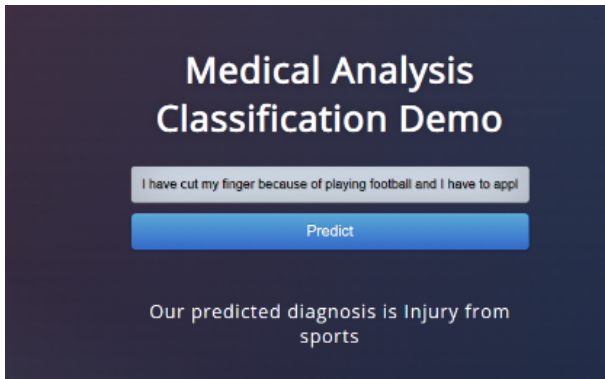 Medical Analysis
Classification Demo
I have cut my finger because of playing football and I have to appl
Predict
Our predicted diagnosis is Injury from
sports